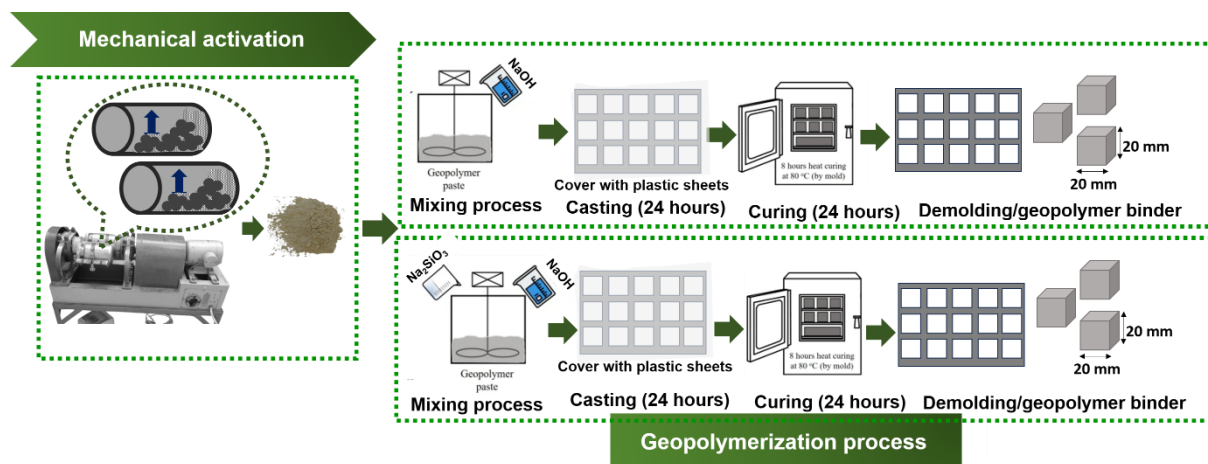 Mechanical activation
NaOH
Geopolymer
paste
Mixing process
Cover with plastic sheets
Casting (24 hours)
8 hours heat curing
at 80 °C (by mold)
Curing (24 hours)
20 mm
20 mm
Demolding/geopolymer binder
Na₂SiO₃
NaOH
Geopolymer
paste
Mixing process
Cover with plastic sheets
Casting (24 hours)
8 hours heat curing
at 80 °C (by mold)
Curing (24 hours)
20 mm
20 mm
Demolding/geopolymer binder
Geopolymerization process